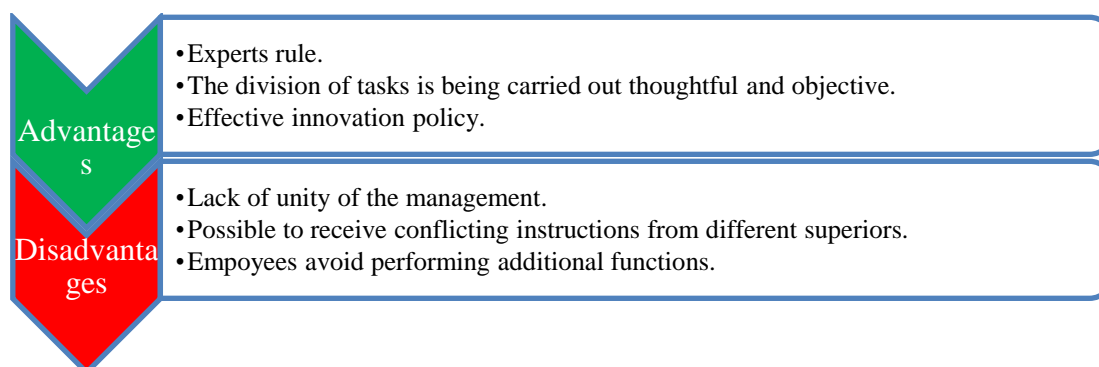 •Experts rule.
•The division of tasks is being carried out thoughtful and objective.
•Effective innovation policy.
Advantage
s
•Lack of unity of the management.
•Possible to receive conflicting instructions from different superiors.
•Empoyees avoid performing additional functions.
Disadvanta
ges